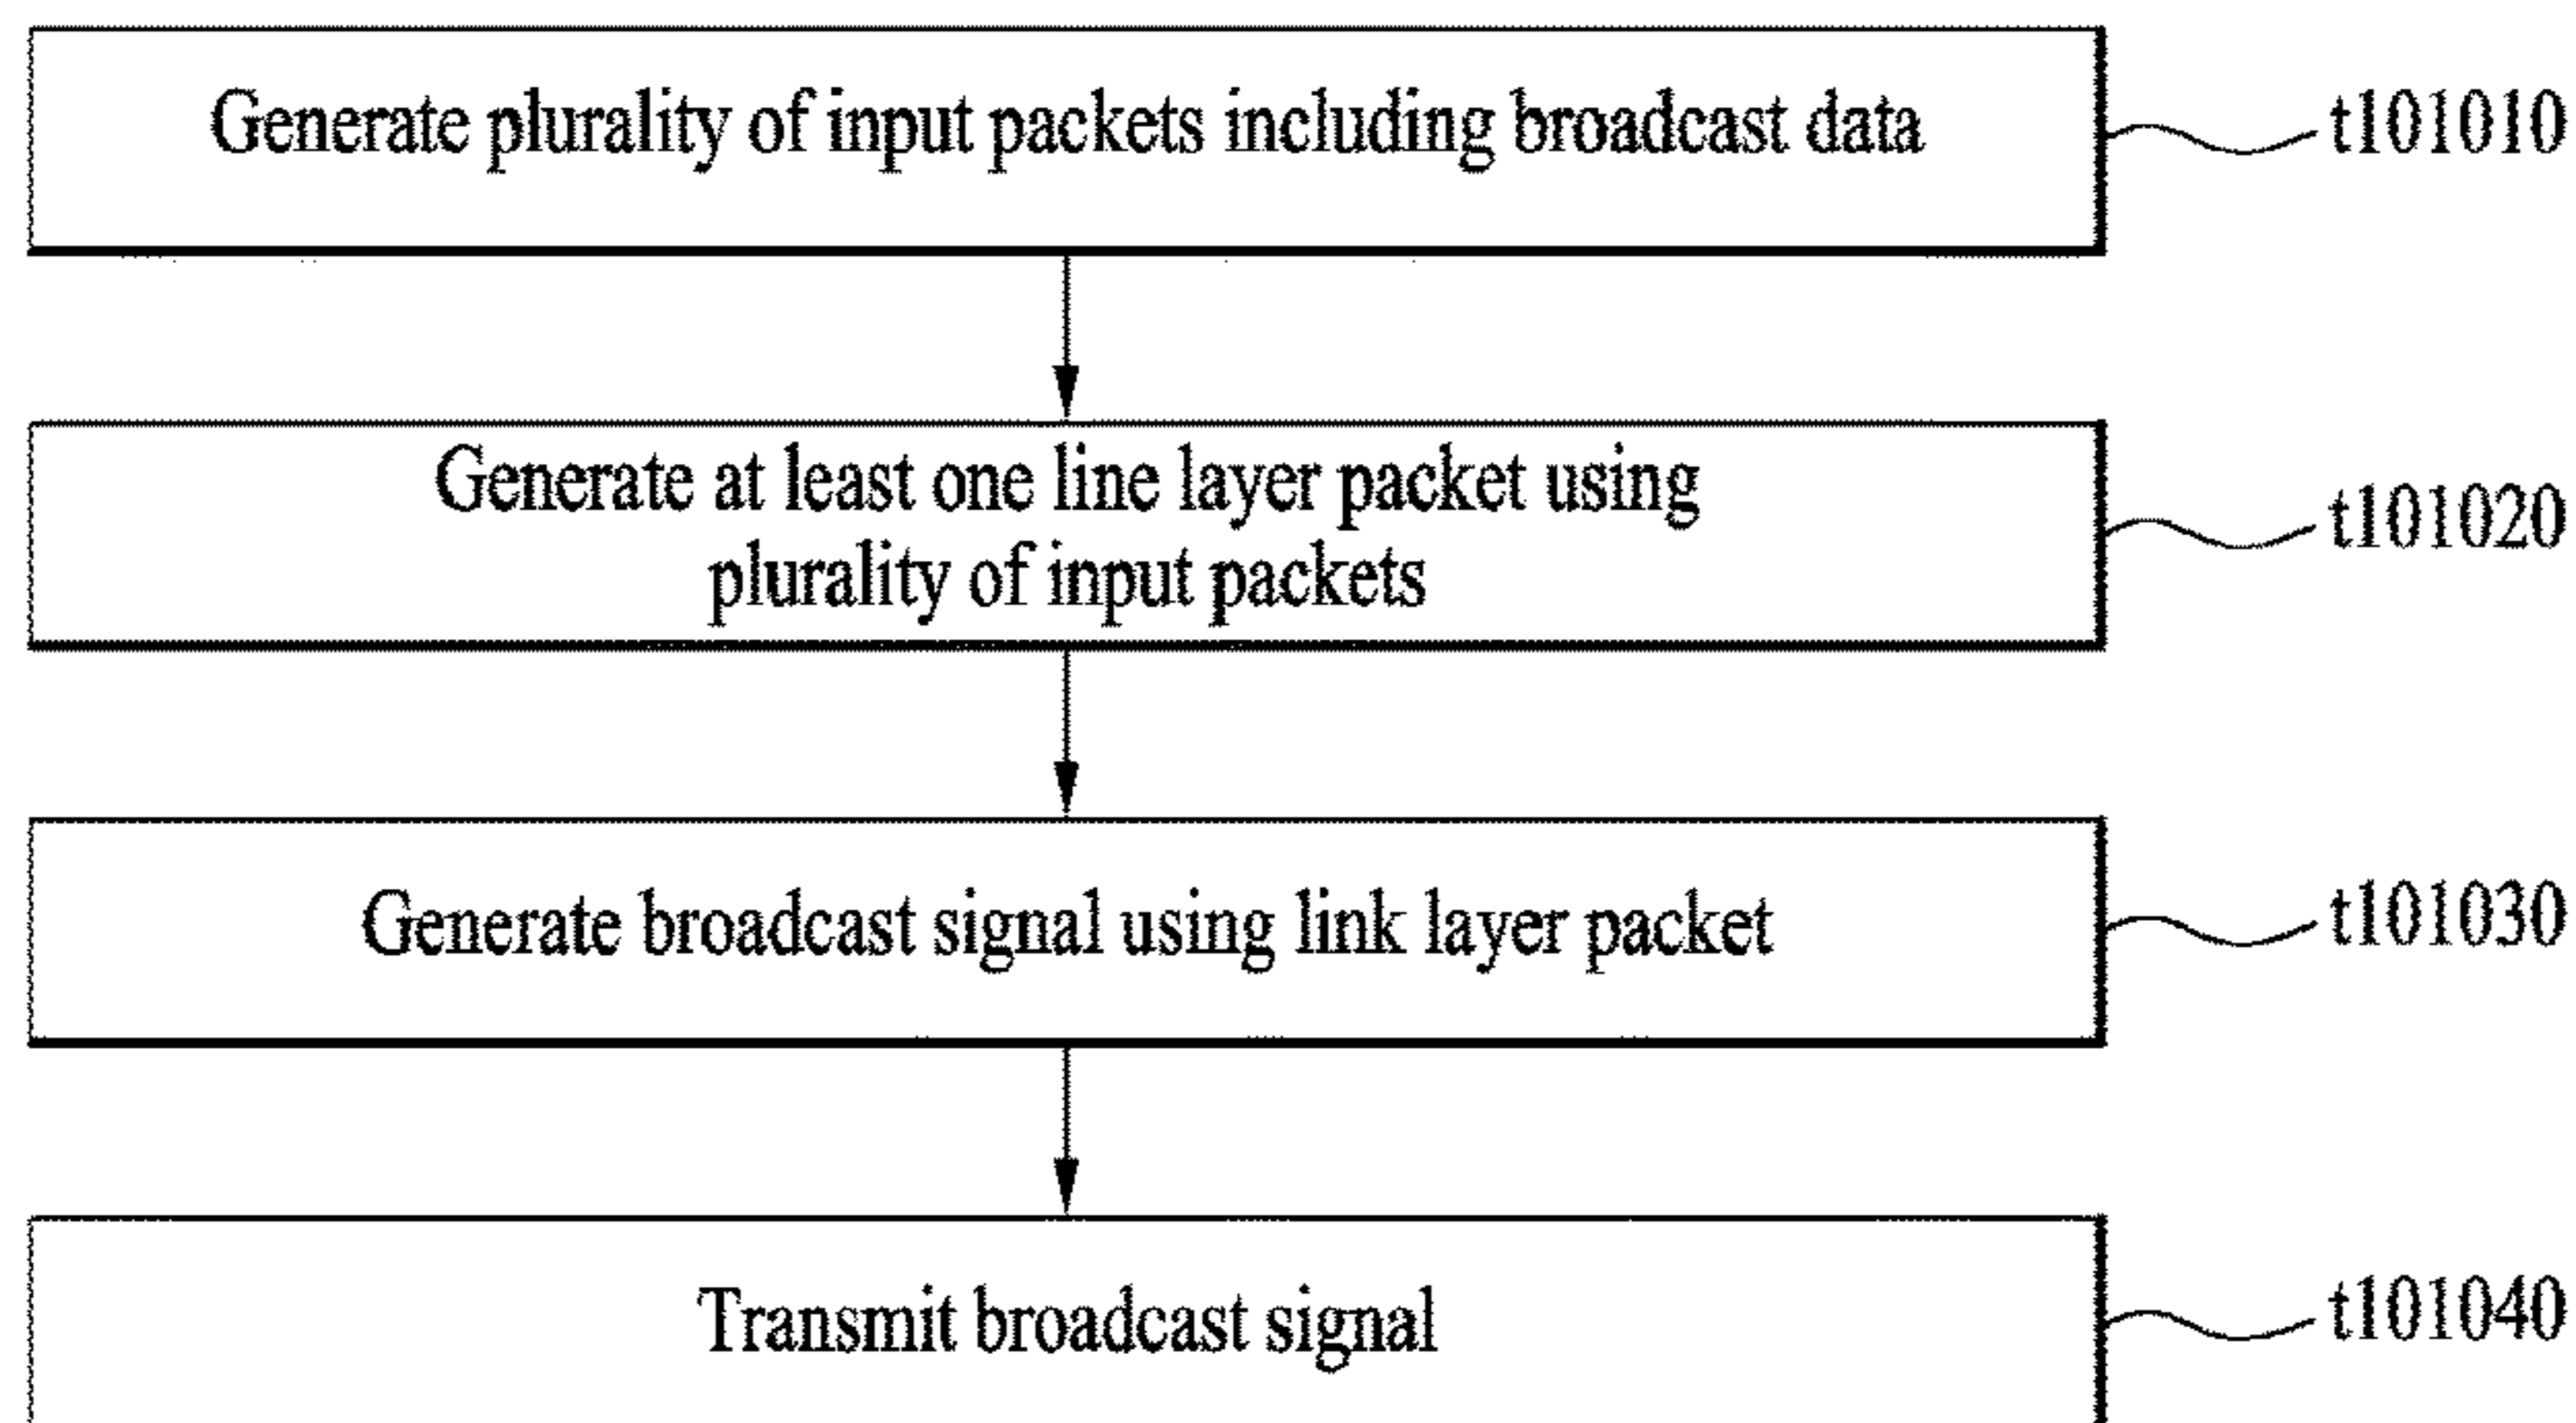 Generate plurality of input packets including broadcast data
t101010
Generate at least one line layer packet using
plurality of input packets
t101020
Generate broadcast signal using link layer packet
t101030
Transmit broadcast signal
t101040